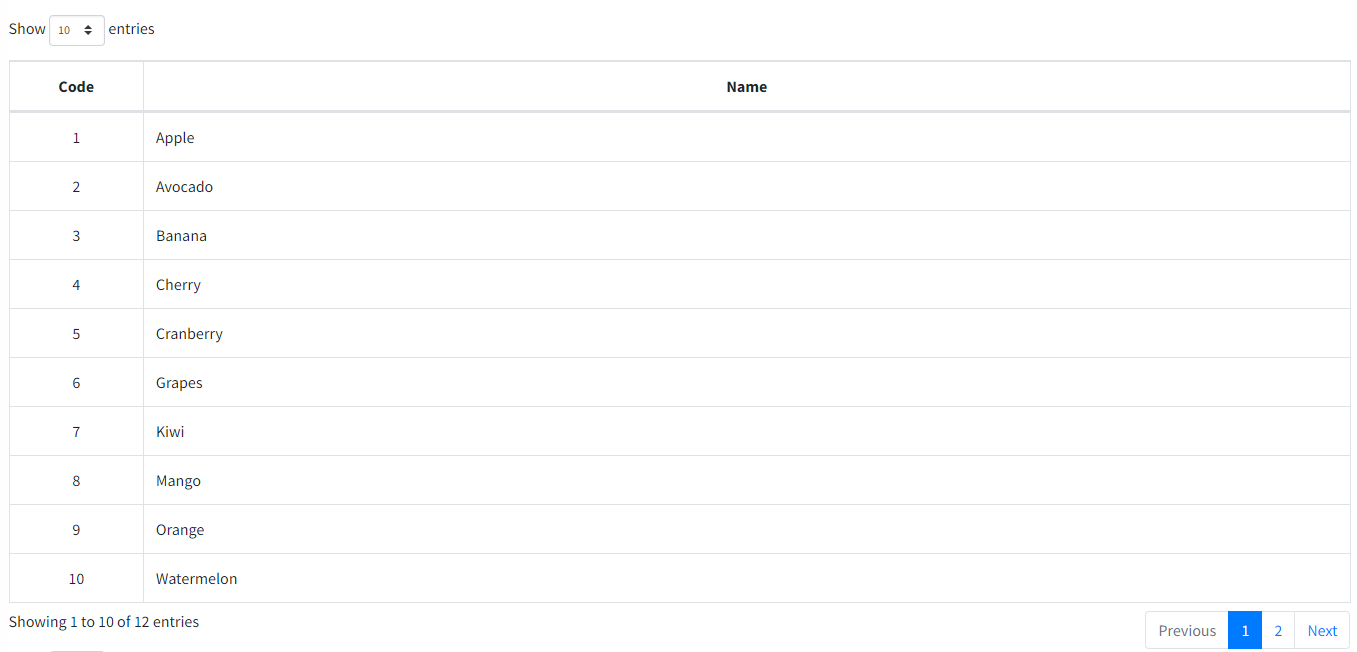 Show 10 entries
Code Name
1 Apple
2 Avocado
3 Banana
4 Cherry
5 Cranberry
6 Grapes
7 Kiwi
8 Mango
9 Orange
10 Watermelon
Showing 1 to 10 of 12 entries
Previous 1 2 Next